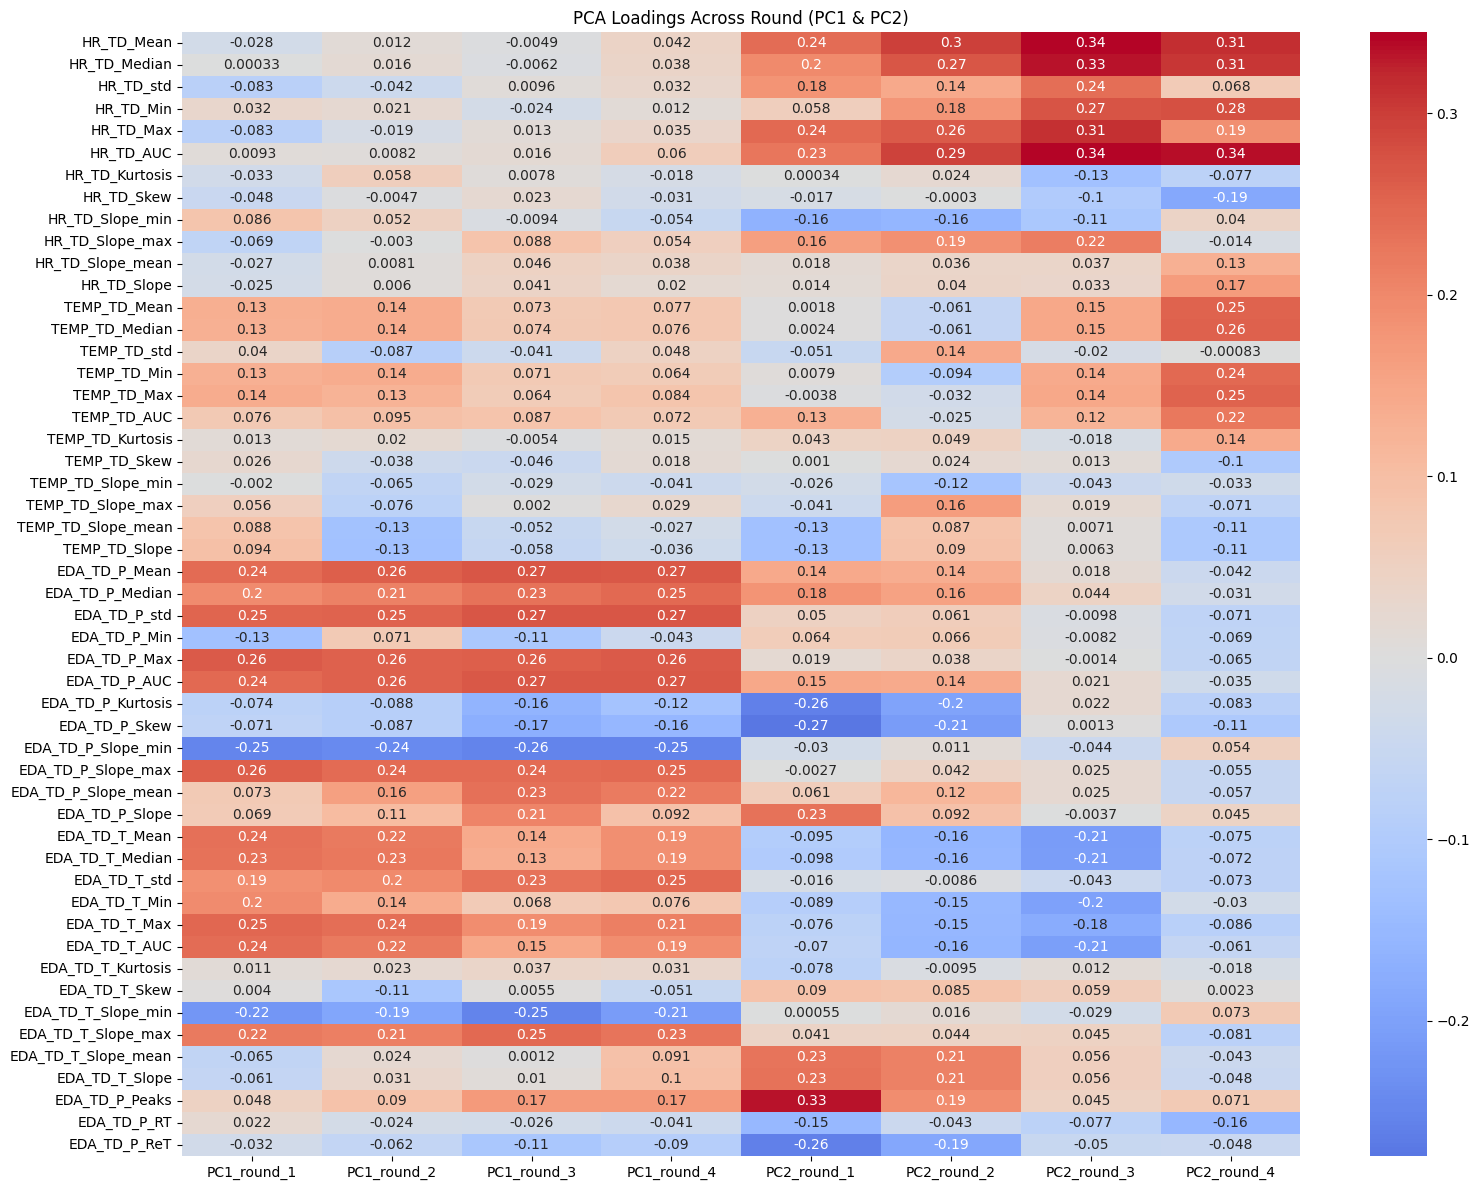 PCA Loadings Across Round (PC1 & PC2)
HR_TD_Mean -0.028 0.012 -0.0049 0.042 0.24 0.3 0.34 0.31
HR_TD_Median 0.00033 0.016 -0.0062 0.038 0.2 0.27 0.33 0.31
HR_TD_std -0.083 -0.042 0.0096 0.032 0.18 0.14 0.24 0.068
HR_TD_Min 0.032 0.021 -0.024 0.012 0.058 0.18 0.27 0.28
HR_TD_Max -0.083 -0.019 0.013 0.035 0.24 0.26 0.31 0.19
HR_TD_AUC 0.0093 0.0082 0.016 0.06 0.23 0.29 0.34 0.34
HR_TD_Kurtosis -0.033 0.058 0.0078 -0.018 0.00034 0.024 -0.13 -0.077
HR_TD_Skew -0.048 -0.0047 0.023 -0.031 -0.017 -0.0003 -0.1 -0.19
HR_TD_Slope_min 0.086 0.052 -0.0094 -0.054 -0.16 -0.16 -0.11 0.04
HR_TD_Slope_max -0.069 -0.003 0.088 0.054 0.16 0.19 0.22 -0.014
HR_TD_Slope_mean -0.027 0.0081 0.046 0.038 0.018 0.036 0.037 0.13
HR_TD_Slope -0.025 0.006 0.041 0.02 0.014 0.04 0.033 0.17
TEMP_TD_Mean 0.13 0.14 0.073 0.077 0.0018 -0.061 0.15 0.25
TEMP_TD_Median 0.13 0.14 0.074 0.076 0.0024 -0.061 0.15 0.26
TEMP_TD_std 0.04 -0.087 -0.041 0.048 -0.051 0.14 -0.02 -0.00083
TEMP_TD_Min 0.13 0.14 0.071 0.064 0.0079 -0.094 0.14 0.24
TEMP_TD_Max 0.14 0.13 0.064 0.084 -0.0038 -0.032 0.14 0.25
TEMP_TD_AUC 0.076 0.095 0.087 0.072 0.13 -0.025 0.12 0.22
TEMP_TD_Kurtosis 0.013 0.02 -0.0054 0.015 0.043 0.049 -0.018 0.14
TEMP_TD_Skew 0.026 -0.038 -0.046 0.018 0.001 0.024 0.013 -0.1
TEMP_TD_Slope_min -0.002 -0.065 -0.029 -0.041 -0.026 -0.12 -0.043 -0.033
TEMP_TD_Slope_max 0.056 -0.076 0.002 0.029 -0.041 0.16 0.019 -0.071
TEMP_TD_Slope_mean 0.088 -0.13 -0.052 -0.027 -0.13 0.087 0.0071 -0.11
TEMP_TD_Slope 0.094 -0.13 -0.058 -0.036 -0.13 0.09 0.0063 -0.11
EDA_TD_P_Mean 0.24 0.26 0.27 0.27 0.14 0.14 0.018 -0.042
EDA_TD_P_Median 0.2 0.21 0.23 0.25 0.18 0.16 0.044 -0.031
EDA_TD_P_std 0.25 0.25 0.27 0.27 0.05 0.061 -0.0098 -0.071
EDA_TD_P_Min -0.13 0.071 -0.11 -0.043 0.064 0.066 -0.0082 -0.069
EDA_TD_P_Max 0.26 0.26 0.26 0.26 0.019 0.038 -0.0014 -0.065
EDA_TD_P_AUC 0.24 0.26 0.27 0.27 0.15 0.14 0.021 -0.035
EDA_TD_P_Kurtosis -0.074 -0.088 -0.16 -0.12 -0.26 -0.2 0.022 -0.083
EDA_TD_P_Skew -0.071 -0.087 -0.17 -0.16 -0.27 -0.21 0.0013 -0.11
EDA_TD_P_Slope_min -0.25 -0.24 -0.26 -0.25 -0.03 0.011 -0.044 0.054
EDA_TD_P_Slope_max 0.26 0.24 0.24 0.25 -0.0027 0.042 0.025 -0.055
EDA_TD_P_Slope_mean 0.073 0.16 0.23 0.22 0.061 0.12 0.025 -0.057
EDA_TD_P_Slope 0.069 0.11 0.21 0.092 0.23 0.092 -0.0037 0.045
EDA_TD_T_Mean 0.24 0.22 0.14 0.19 -0.095 -0.16 -0.21 -0.075
EDA_TD_T_Median 0.23 0.23 0.13 0.19 -0.098 -0.16 -0.21 -0.072
EDA_TD_T_std 0.19 0.2 0.23 0.25 -0.016 -0.0086 -0.043 -0.073
EDA_TD_T_Min 0.2 0.14 0.068 0.076 -0.089 -0.15 -0.2 -0.03
EDA_TD_T_Max 0.25 0.24 0.19 0.21 -0.076 -0.15 -0.18 -0.086
EDA_TD_T_AUC 0.24 0.22 0.15 0.19 -0.07 -0.16 -0.21 -0.061
EDA_TD_T_Kurtosis 0.011 0.023 0.037 0.031 -0.078 -0.0095 0.012 -0.018
EDA_TD_T_Skew 0.004 -0.11 0.0055 -0.051 0.09 0.085 0.059 0.0023
EDA_TD_T_Slope_min -0.22 -0.19 -0.25 -0.21 0.00055 0.016 -0.029 0.073
EDA_TD_T_Slope_max 0.22 0.21 0.25 0.23 0.041 0.044 0.045 -0.081
EDA_TD_T_Slope_mean -0.065 0.024 0.0012 0.091 0.23 0.21 0.056 -0.043
EDA_TD_T_Slope -0.061 0.031 0.01 0.1 0.23 0.21 0.056 -0.048
EDA_TD_P_Peaks 0.048 0.09 0.17 0.17 0.33 0.19 0.045 0.071
EDA_TD_P_RT 0.022 -0.024 -0.026 -0.041 -0.15 -0.043 -0.077 -0.16
EDA_TD_P_ReT -0.032 -0.062 -0.11 -0.09 -0.26 -0.19 -0.05 -0.048
PC1_round_1 PC1_round_2 PC1_round_3 PC1_round_4 PC2_round_1 PC2_round_2 PC2_round_3 PC2_round_4
0.3
0.2
0.1
0.0
−0.1
−0.2